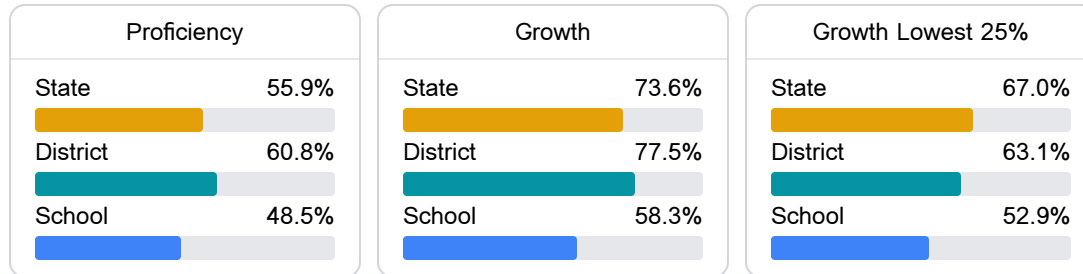 Proficiency
State 55.9%
District 60.8%
School 48.5%
Growth
State 73.6%
District 77.5%
School 58.3%
Growth Lowest 25%
State 67.0%
District 63.1%
School 52.9%